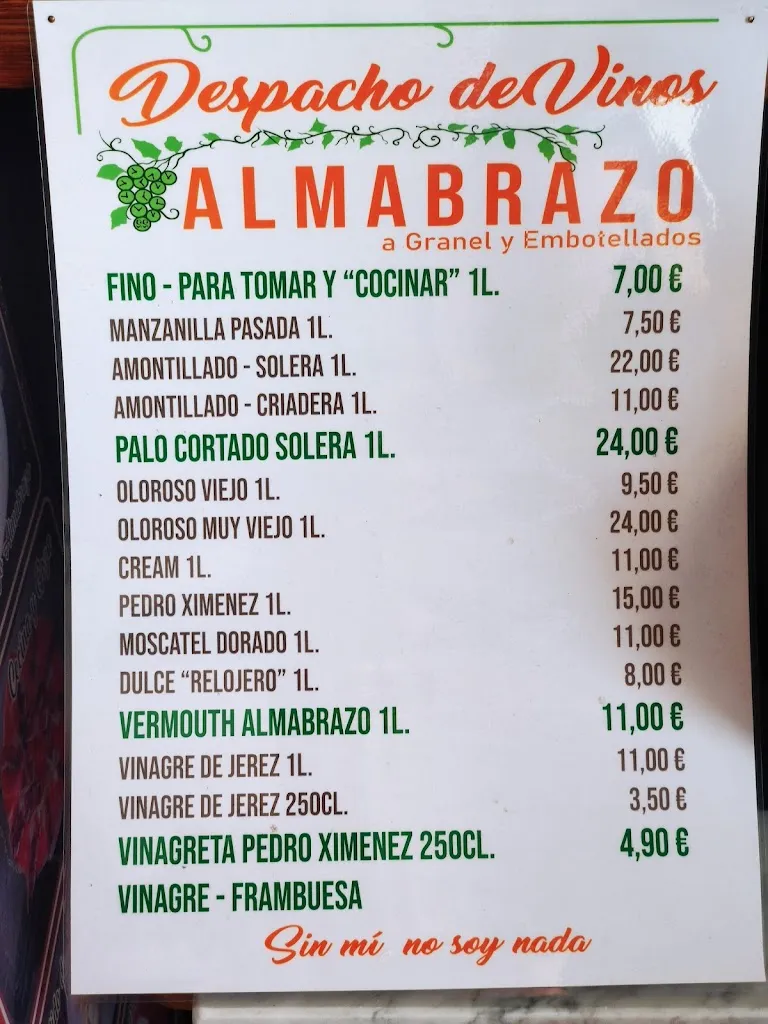 Despacho de Vinos
ALMABRAZO
a Granel y Embotellados
FINO - PARA TOMAR Y “COCINAR” 1L. 7,00 €
MANZANILLA PASADA 1L. 7,50 €
AMONTILLADO - SOLERA 1L. 22,00 €
AMONTILLADO - CRIADERA 1L. 11,00 €
PALO CORTADO SOLERA 1L. 24,00 €
OLOROSO VIEJO 1L. 9,50 €
OLOROSO MUY VIEJO 1L. 24,00 €
CREAM 1L. 11,00 €
PEDRO XIMENEZ 1L. 15,00 €
MOSCATEL DORADO 1L. 11,00 €
DULCE “RELOJERO” 1L. 8,00 €
VERMOUTH ALMABRAZO 1L. 11,00 €
VINAGRE DE JEREZ 1L. 11,00 €
VINAGRE DE JEREZ 250CL. 3,50 €
VINAGRETA PEDRO XIMENEZ 250CL. 4,90 €
VINAGRE - FRAMBUESA
Sin mí no soy nada